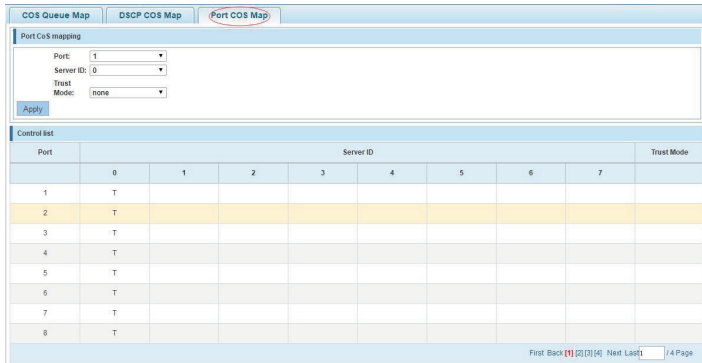 COS Queue Map DSCP COS Map Port COS Map
Port CoS mapping
Port: 1
Server ID: 0
Trust
Mode: none
Apply
Control list
Port Server ID Trust Mode
0 1 2 3 4 5 6 7
1 T
2 T
3 T
4 T
5 T
6 T
7 T
8 T
First Back [1] [2] [3] [4] Next Last 1 / 4 Page